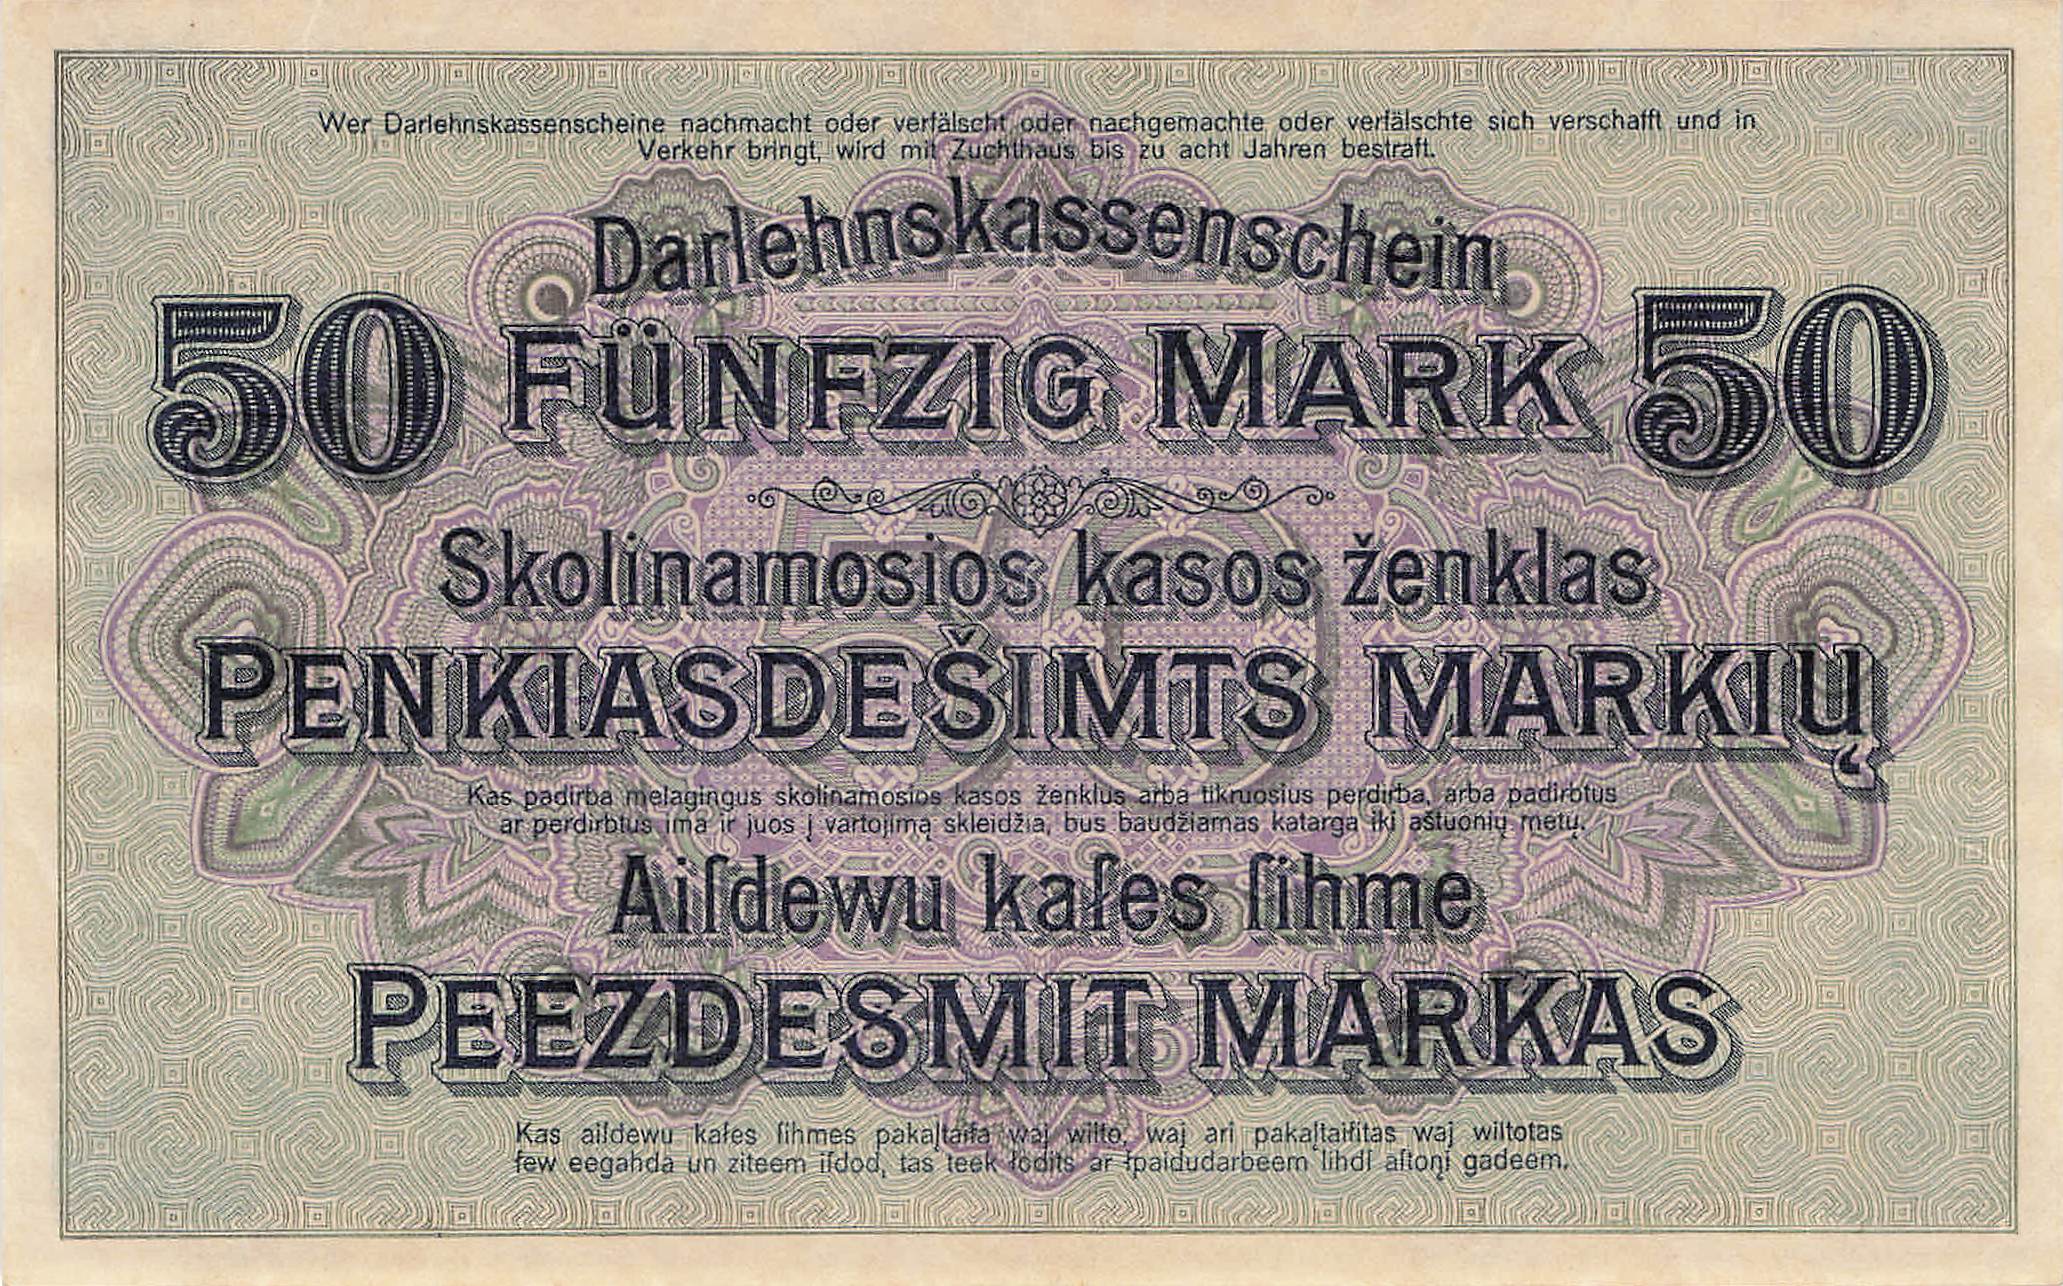 Wer Darlehnskassenscheine nachmacht oder verfälscht oder nachgemachte oder verfälschte sich verschafft und in
Verkehr bringt, wird mit Zuchthaus bis zu acht Jahren bestraft.
Darlehnskassenschein
50 FÜNFZIG MARK 50
Skolinamosios kasos ženklas
PENKIASDEŠIMTS MARKIŲ
Kas padirba melagingus skolinamosios kasos ženklus arba tikruosius perdirba, arba padirbtus
ar perdirbtus ima ir juos į vartojimą skleidžia, bus baudžiamas katarga iki aštuonių metų.
Aiſdewu kaſes ſihme
PEEZDESMIT MARKAS
Kas aiſdewu kaſes ſihmes pakaļtaiſa waj wilto, waj ari pakaļtaiſitas waj wiltotas
ſew eegahdā un ziteem iſdod, tas teek ſodits ar ſpaidudarbeem lihdſ aſtoņi gadeem.